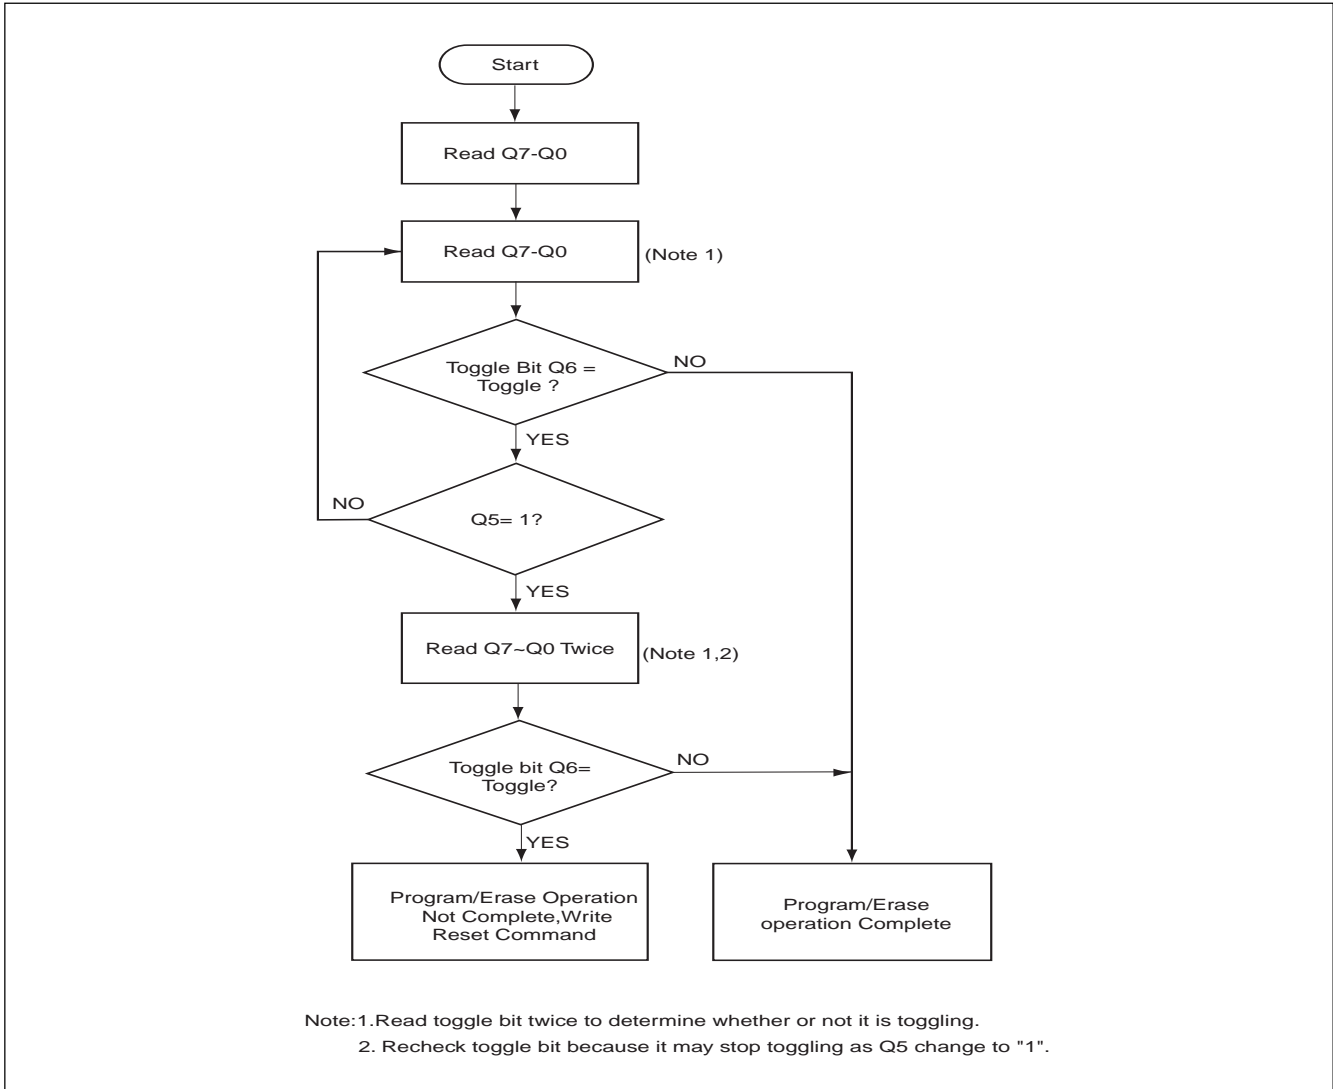 Start
Read Q7-Q0
Read Q7-Q0
(Note 1)
Toggle Bit Q6 =
Toggle ?
NO
YES
NO
Q5= 1?
YES
Read Q7~Q0 Twice
(Note 1,2)
Toggle bit Q6=
Toggle?
NO
YES
Program/Erase Operation
Not Complete,Write
Reset Command
Program/Erase
operation Complete
Note:1.Read toggle bit twice to determine whether or not it is toggling.
2. Recheck toggle bit because it may stop toggling as Q5 change to "1".